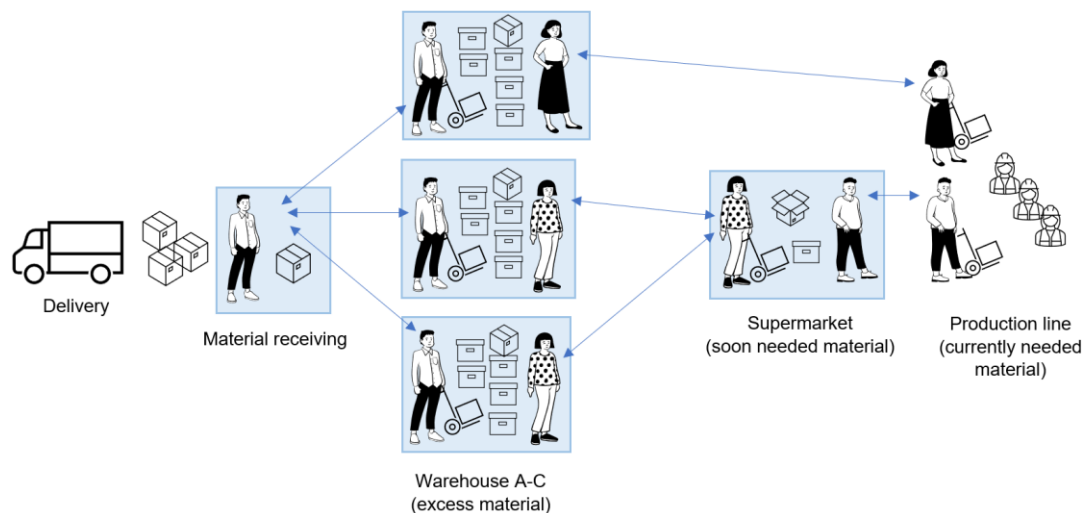 Delivery
Material receiving
Warehouse A-C
(excess material)
Supermarket
(soon needed material)
Production line
(currently needed
material)